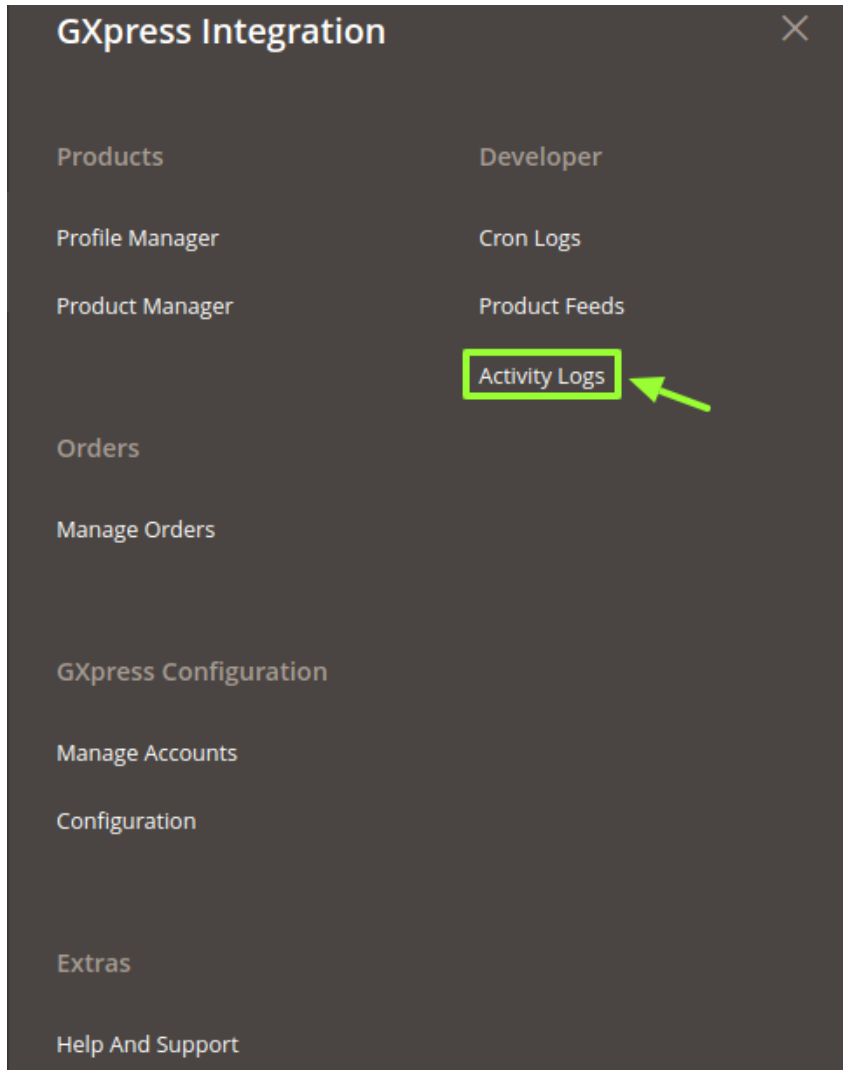 GXpress Integration
Products
Profile Manager
Product Manager
Orders
Manage Orders
GXpress Configuration
Manage Accounts
Configuration
Extras
Help And Support
Developer
Cron Logs
Product Feeds
Activity Logs